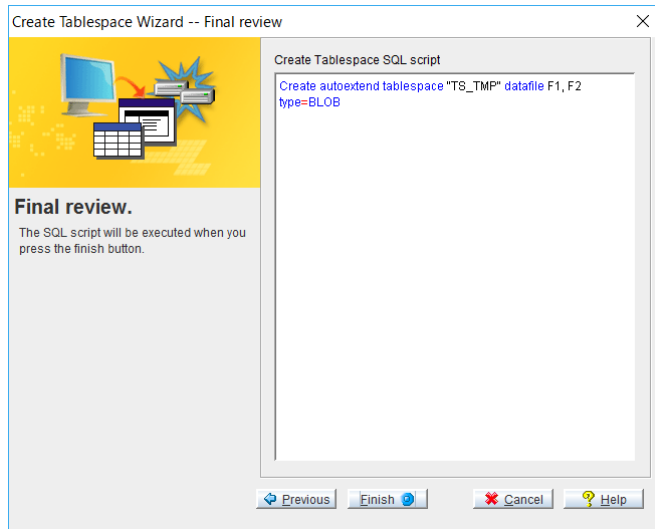 Create Tablespace Wizard -- Final review
Create Tablespace SQL script
Create autoextend tablespace "TS_TMP" datafile F1, F2
type=BLOB
Final review.
The SQL script will be executed when you
press the finish button.
Previous
Finish
Cancel
Help